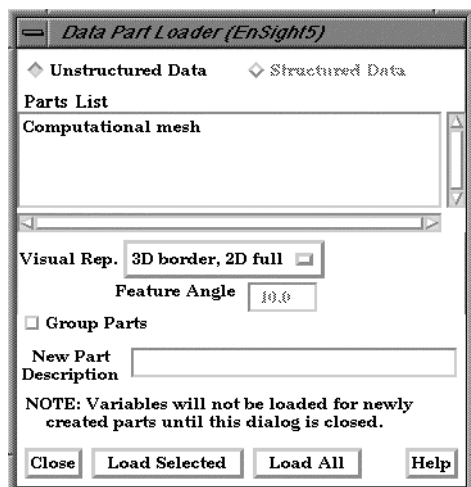 Data Part Loader (EnSight5)
Unstructured Data Structured Data
Parts List
Computational mesh
Visual Rep. 3D border, 2D full
Feature Angle 10.0
Group Parts
New Part
Description
NOTE: Variables will not be loaded for newly
created parts until this dialog is closed.
Close Load Selected Load All Help